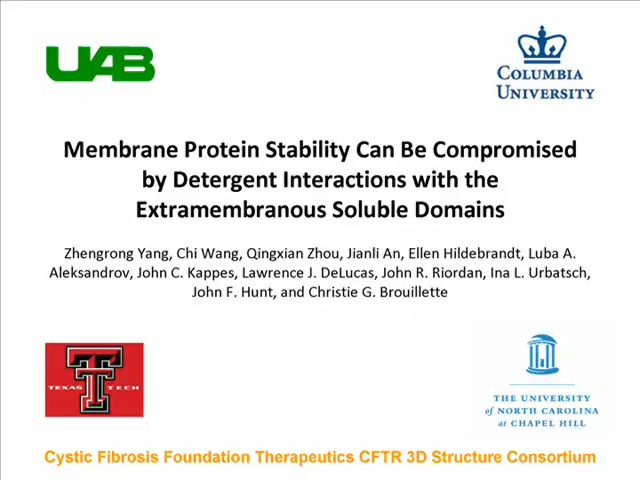 UAB
COLUMBIA
UNIVERSITY
Membrane Protein Stability Can Be Compromised
by Detergent Interactions with the
Extramembranous Soluble Domains
Zhengrong Yang, Chi Wang, Qingxian Zhou, Jianli An, Ellen Hildebrandt, Luba A.
Aleksandrov, John C. Kappes, Lawrence J. DeLucas, John R. Riordan, Ina L. Urbatsch,
John F. Hunt, and Christie G. Brouillette
TEXAS TECH
THE UNIVERSITY
of NORTH CAROLINA
at CHAPEL HILL
Cystic Fibrosis Foundation Therapeutics CFTR 3D Structure Consortium